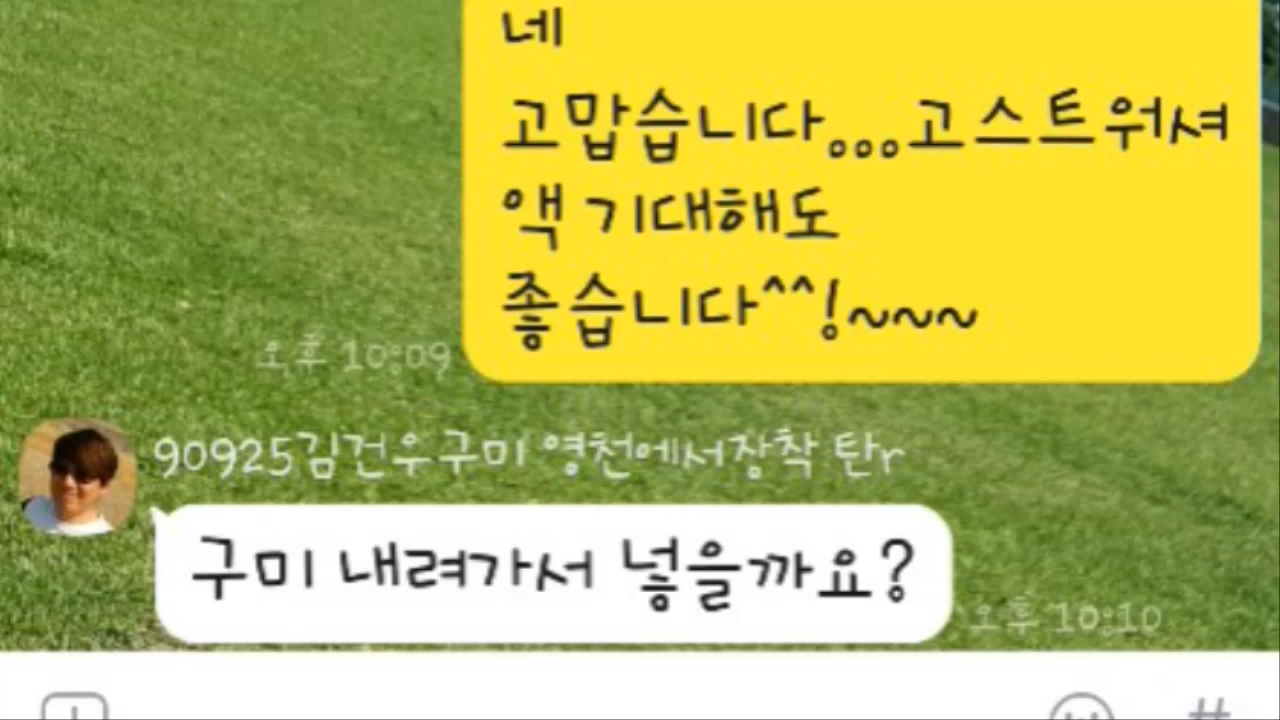 네
고맙습니다...고스트워셔
액 기대해도
좋습니다^^!~~~
오후 10:09
90925김건우구미 영천에서장착 탄r
구미 내려가서 넣을까요?
오후 10:10
#